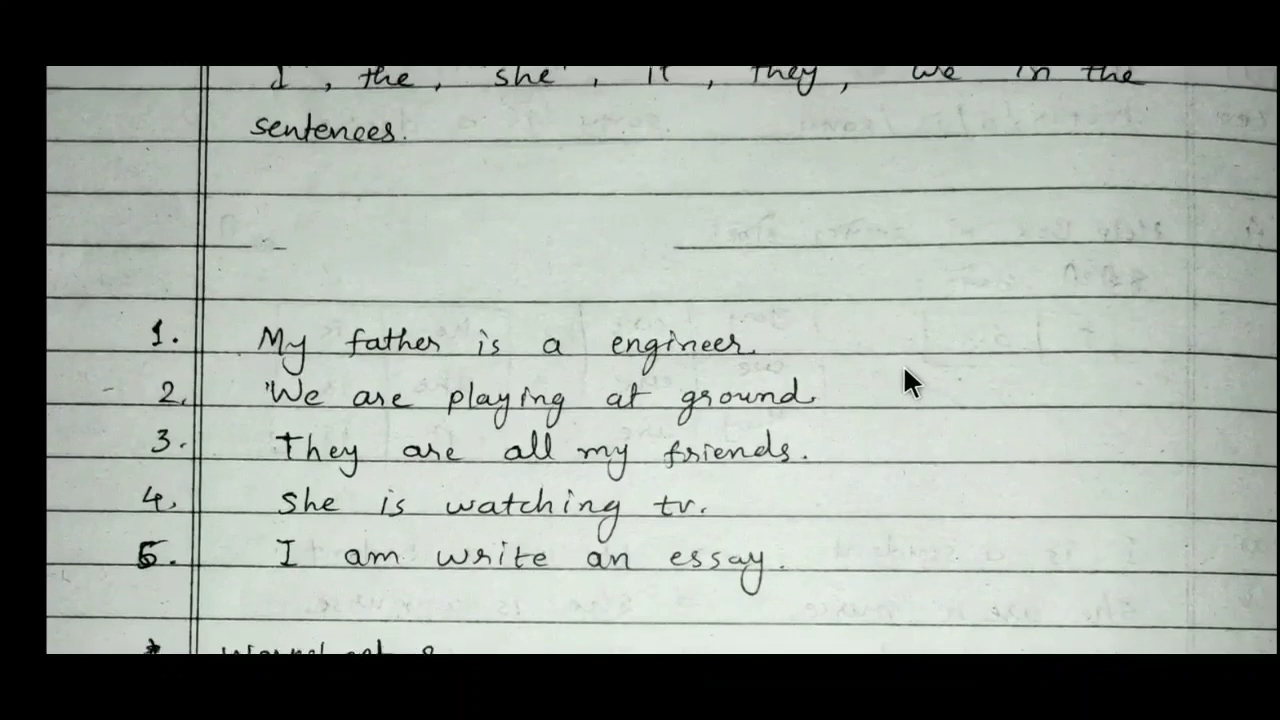 I, the, "she", it, they, we in the
sentences.
1. My father is a engineer.
2. We are playing at ground.
3. They are all my friends.
4. She is watching tv.
5. I am write an essay.